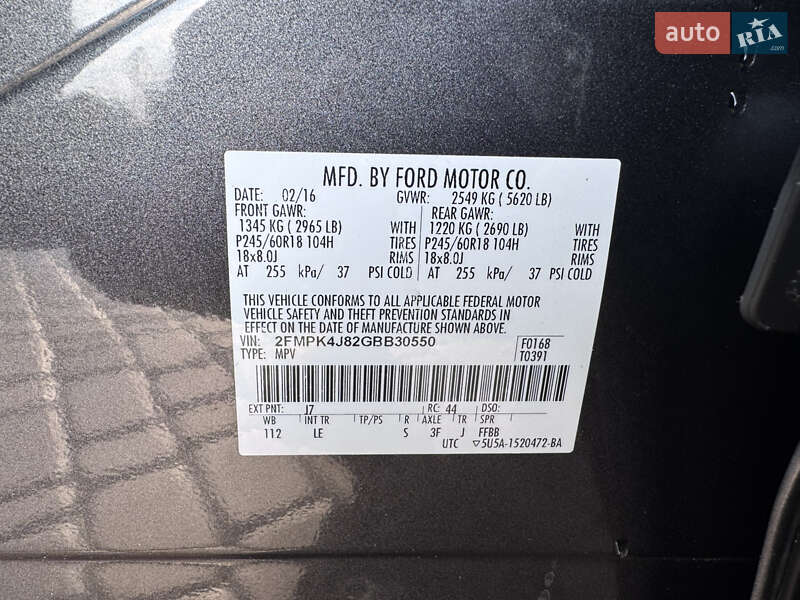 auto RIA .com
MFD. BY FORD MOTOR CO.
DATE: 02/16 GVWR: 2549 KG ( 5620 LB)
FRONT GAWR: REAR GAWR:
1345 KG ( 2965 LB) WITH 1220 KG ( 2690 LB) WITH
P245/60R18 104H TIRES P245/60R18 104H TIRES
18x8.0J RIMS 18x8.0J RIMS
AT 255 kPa/ 37 PSI COLD AT 255 kPa/ 37 PSI COLD
THIS VEHICLE CONFORMS TO ALL APPLICABLE FEDERAL MOTOR
VEHICLE SAFETY AND THEFT PREVENTION STANDARDS IN
EFFECT ON THE DATE OF MANUFACTURE SHOWN ABOVE.
VIN: 2FMPK4J82GBB30550 F0168
TYPE: MPV T0391
EXT PNT: J7 RC: 44 DSO:
WB INT TR TP/PS R AXLE TR SPR
112 LE S 3F J FFBB
UTC ▽5U5A-1520472-BA